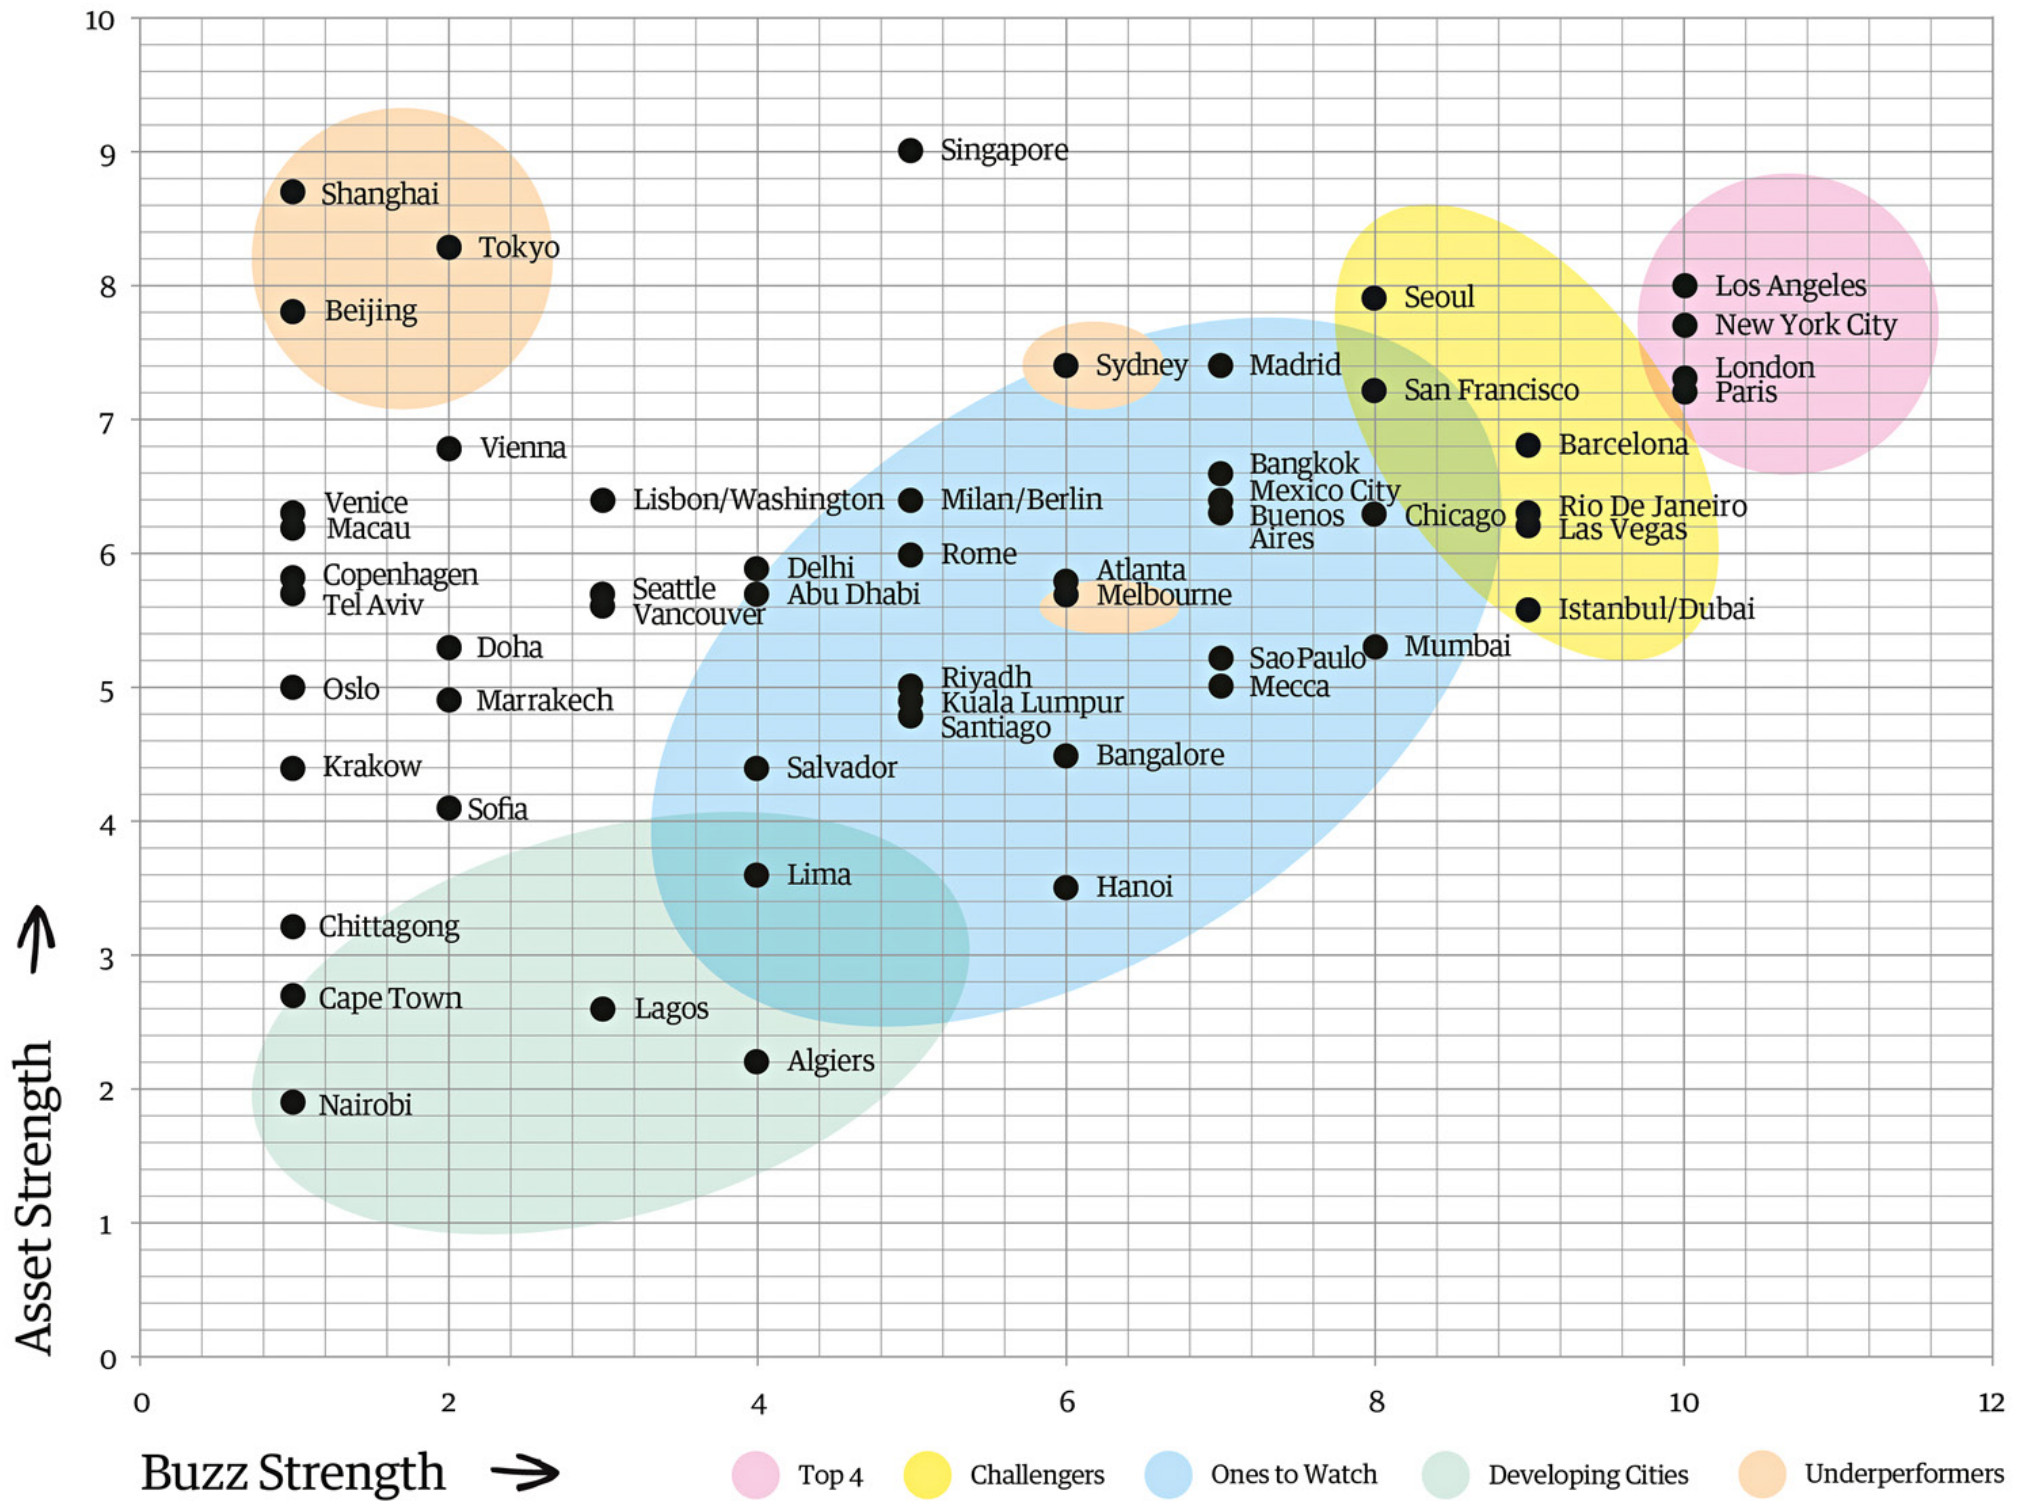 10
9
8
7
6
5
4
3
2
1
0
Singapore
Shanghai
Tokyo
Los Angeles
Seoul
Beijing
New York City
Sydney
Madrid
London
San Francisco
Paris
Barcelona
Vienna
Bangkok
Mexico City
Venice
Lisbon/Washington
Milan/Berlin
Rio De Janeiro
Buenos
Aires
Chicago
Macau
Las Vegas
Rome
Delhi
Atlanta
Copenhagen
Seattle
Abu Dhabi
Melbourne
Tel Aviv
Vancouver
Istanbul/Dubai
Doha
Mumbai
Sao Paulo
Riyadh
Mecca
Oslo
Marrakech
Kuala Lumpur
Santiago
Bangalore
Krakow
Salvador
Sofia
Lima
Hanoi
Chittagong
Cape Town
Lagos
Algiers
Nairobi
Asset Strength
0
2
4
6
8
10
12
Buzz Strength
Top 4
Challengers
Ones to Watch
Developing Cities
Underperformers